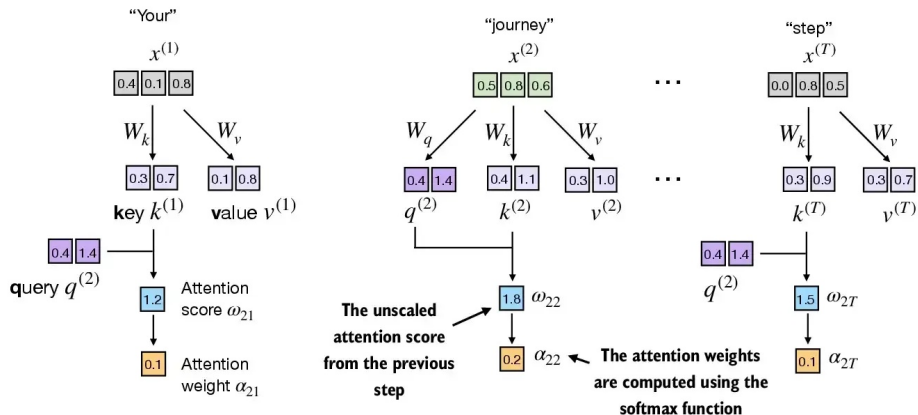 “Your”
x(1)
0.4 0.1 0.8
Wk
Wv
0.3 0.7
0.1 0.8
key k(1)
value v(1)
0.4 1.4
query q(2)
1.2
Attention
score ω21
0.1
Attention
weight α21
“journey”
x(2)
0.5 0.8 0.6
Wq
Wk
Wv
0.4 1.4
0.4 1.1
0.3 1.0
q(2)
k(2)
v(2)
1.8
ω22
The unscaled
attention score
from the previous
step
0.2
α22
The attention weights
are computed using the
softmax function
...
...
“step”
x(T)
0.0 0.8 0.5
Wk
Wv
0.3 0.9
0.3 0.7
k(T)
v(T)
0.4 1.4
q(2)
1.5
ω2T
0.1
α2T